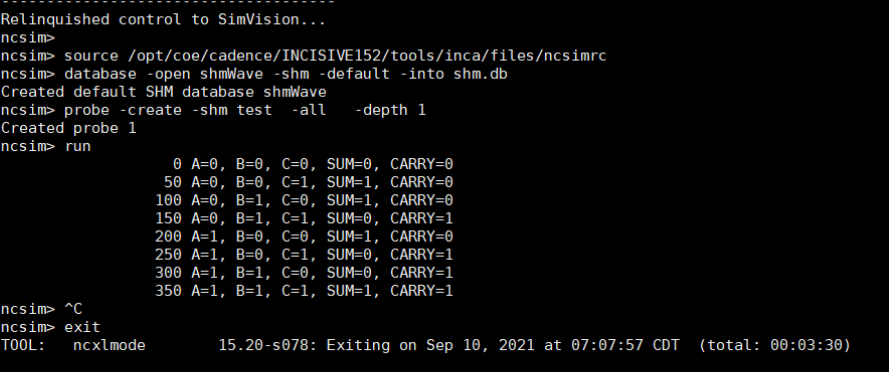 -------------------------------------
Relinquished control to SimVision...
ncsim>
ncsim> source /opt/coe/cadence/INCISIVE152/tools/inca/files/ncsimrc
ncsim> database -open shmWave -shm -default -into shm.db
Created default SHM database shmWave
ncsim> probe -create -shm test  -all   -depth 1
Created probe 1
ncsim> run
                   0 A=0, B=0, C=0, SUM=0, CARRY=0
                  50 A=0, B=0, C=1, SUM=1, CARRY=0
                 100 A=0, B=1, C=0, SUM=1, CARRY=0
                 150 A=0, B=1, C=1, SUM=0, CARRY=1
                 200 A=1, B=0, C=0, SUM=1, CARRY=0
                 250 A=1, B=0, C=1, SUM=0, CARRY=1
                 300 A=1, B=1, C=0, SUM=0, CARRY=1
                 350 A=1, B=1, C=1, SUM=1, CARRY=1
ncsim> ^C
ncsim> exit
TOOL:   ncxlmode        15.20-s078: Exiting on Sep 10, 2021 at 07:07:57 CDT  (total: 00:03:30)